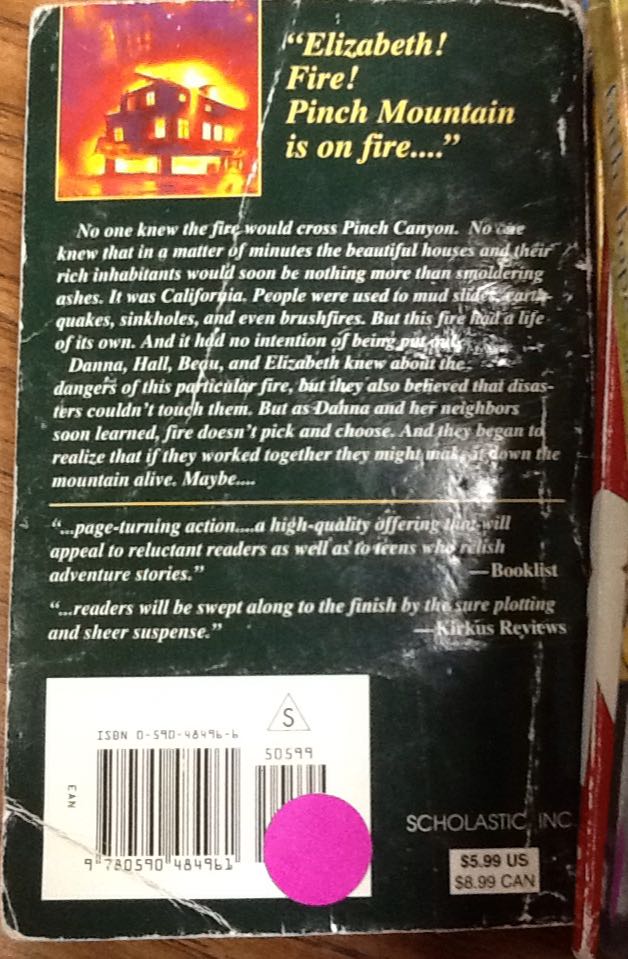 “Elizabeth!
Fire!
Pinch Mountain
is on fire....”
No one knew the fire would cross Pinch Canyon. No one
knew that in a matter of minutes the beautiful houses and their
rich inhabitants would soon be nothing more than smoldering
ashes. It was California. People were used to mud slides, earth-
quakes, sinkholes, and even brushfires. But this fire had a life
of its own. And it had no intention of being put out.
Danna, Hall, Beau, and Elizabeth knew about the
dangers of this particular fire, but they also believed that disas-
ters couldn't touch them. But as Danna and her neighbors
soon learned, fire doesn't pick and choose. And they began to
realize that if they worked together they might make it down the
mountain alive. Maybe....
“...page-turning action....a high-quality offering that will
appeal to reluctant readers as well as to teens who relish
adventure stories.”
—Booklist
“...readers will be swept along to the finish by the sure plotting
and sheer suspense.”
—Kirkus Reviews
S
ISBN 0-590-48496-6
50599
EAN
9 780590 484961
SCHOLASTIC INC
$5.99 US
$8.99 CAN